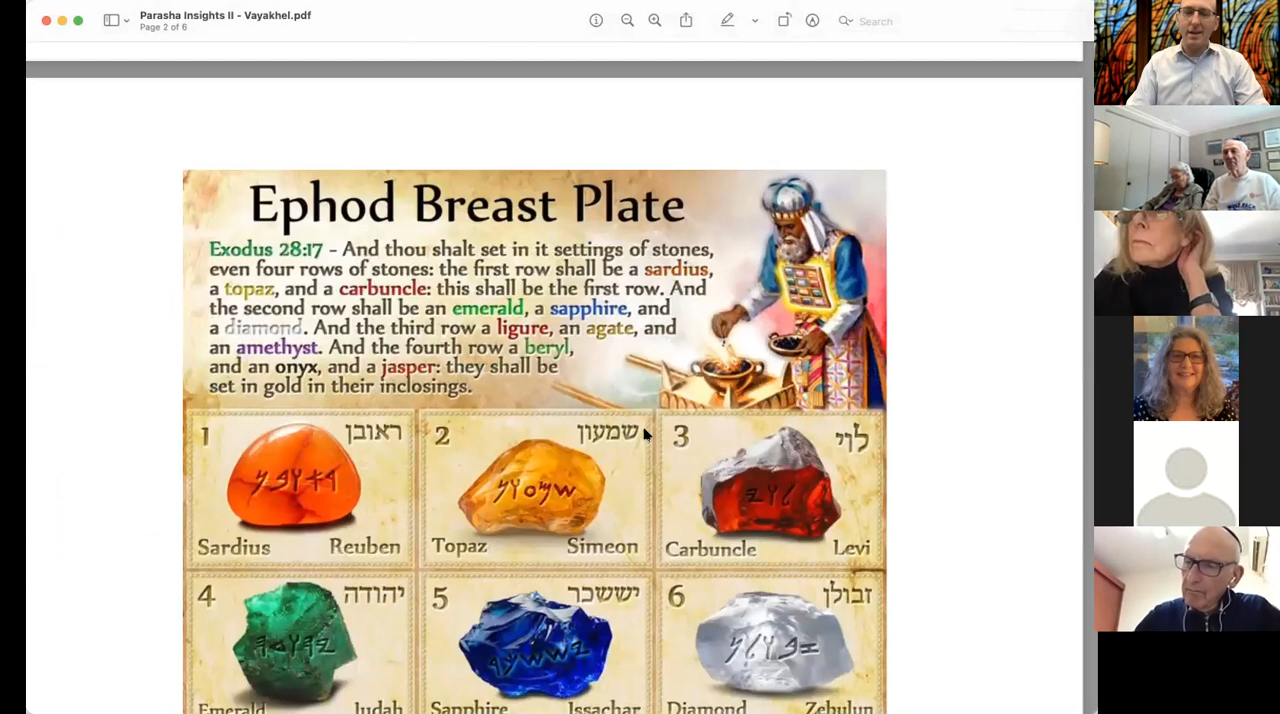 Parasha Insights II - Vayakhel.pdf
Page 2 of 6
Search
Ephod Breast Plate
Exodus 28:17 - And thou shalt set in it settings of stones,
even four rows of stones: the first row shall be a sardius,
a topaz, and a carbuncle: this shall be the first row. And
the second row shall be an emerald, a sapphire, and
a diamond. And the third row a ligure, an agate, and
an amethyst. And the fourth row a beryl,
and an onyx, and a jasper: they shall be
set in gold in their inclosings.
1 ראובן
Sardius Reuben
2 שמעון
Topaz Simeon
3 לוי
Carbuncle Levi
4 יהודה
Emerald Judah
5 יששכר
Sapphire Issachar
6 זבולן
Diamond Zebulun